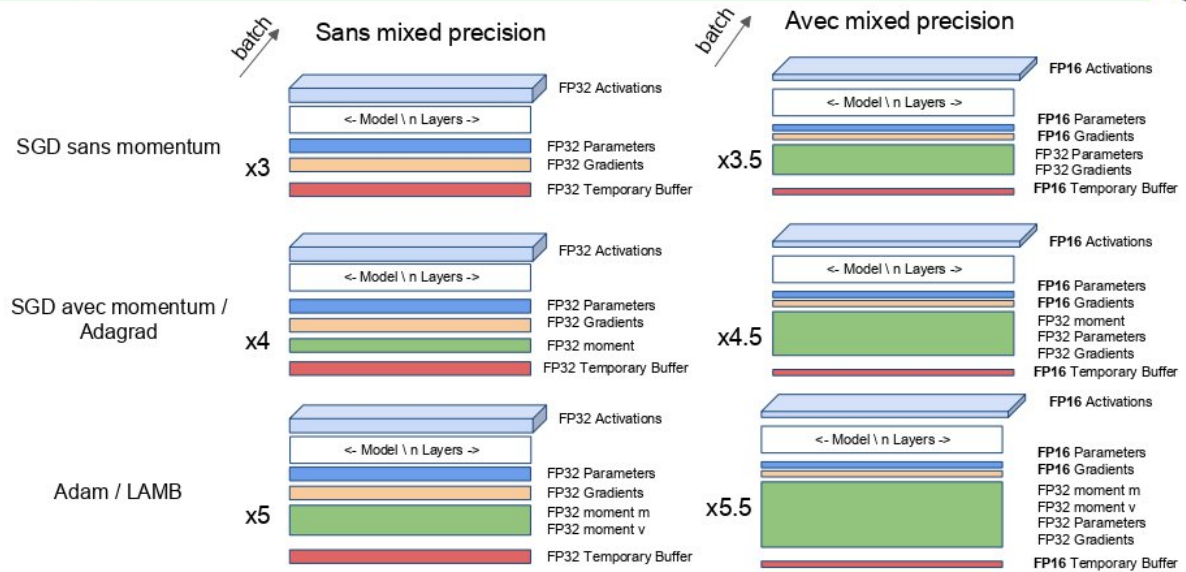 batch
Sans mixed precision
batch
Avec mixed precision
SGD sans momentum
x3
FP32 Activations
<- Model \ n Layers ->
FP32 Parameters
FP32 Gradients
FP32 Temporary Buffer
x3.5
FP16 Activations
<- Model \ n Layers ->
FP16 Parameters
FP16 Gradients
FP32 Parameters
FP32 Gradients
FP16 Temporary Buffer
SGD avec momentum /
Adagrad
x4
FP32 Activations
<- Model \ n Layers ->
FP32 Parameters
FP32 Gradients
FP32 moment
FP32 Temporary Buffer
x4.5
FP16 Activations
<- Model \ n Layers ->
FP16 Parameters
FP16 Gradients
FP32 moment
FP32 Parameters
FP32 Gradients
FP16 Temporary Buffer
Adam / LAMB
x5
FP32 Activations
<- Model \ n Layers ->
FP32 Parameters
FP32 Gradients
FP32 moment m
FP32 moment v
FP32 Temporary Buffer
x5.5
FP16 Activations
<- Model \ n Layers ->
FP16 Parameters
FP16 Gradients
FP32 moment m
FP32 moment v
FP32 Parameters
FP32 Gradients
FP16 Temporary Buffer